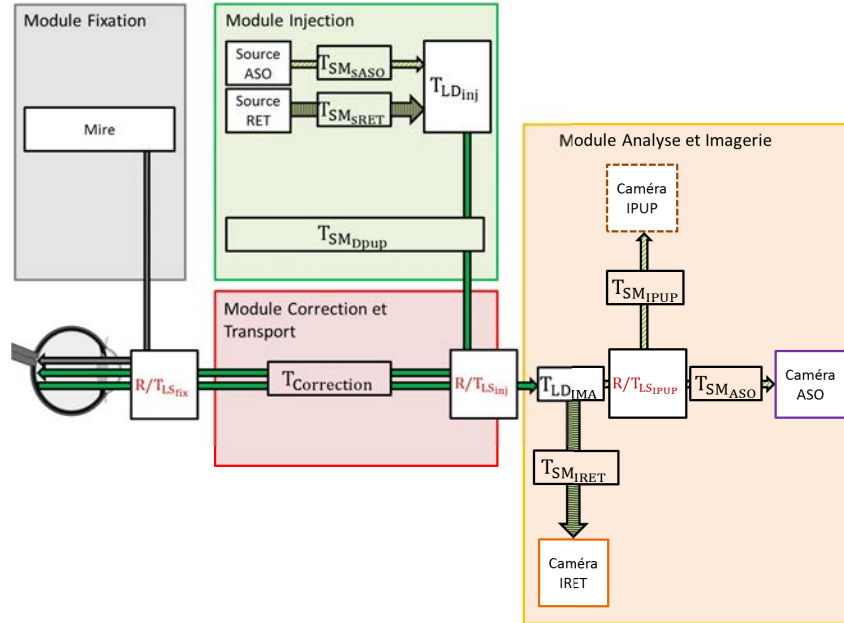 Module Fixation
Mire
Module Injection
Source
ASO
T_SM_SASO
Source
RET
T_SM_SRET
T_LD_inj
T_SM_Dpup
Module Correction et
Transport
R/T_LS_fix
T_Correction
R/T_LS_inj
Module Analyse et Imagerie
Caméra
IPUP
T_SM_IPUP
T_LD_IMA
R/T_LS_IPUP
T_SM_ASO
Caméra
ASO
T_SM_IRET
Caméra
IRET